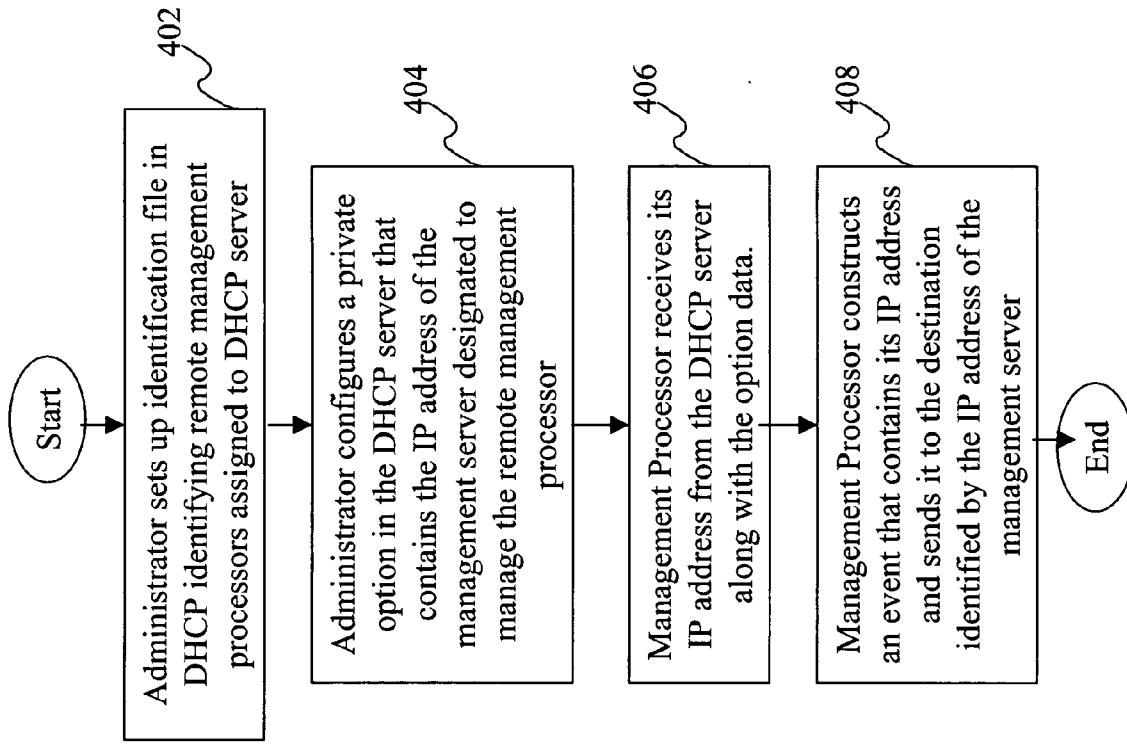 Start
Administrator sets up identification file in
DHCP identifying remote management
processors assigned to DHCP server
402
Administrator configures a private
option in the DHCP server that
contains the IP address of the
management server designated to
manage the remote management
processor
404
Management Processor receives its
IP address from the DHCP server
along with the option data.
406
Management Processor constructs
an event that contains its IP address
and sends it to the destination
identified by the IP address of the
management server
408
End